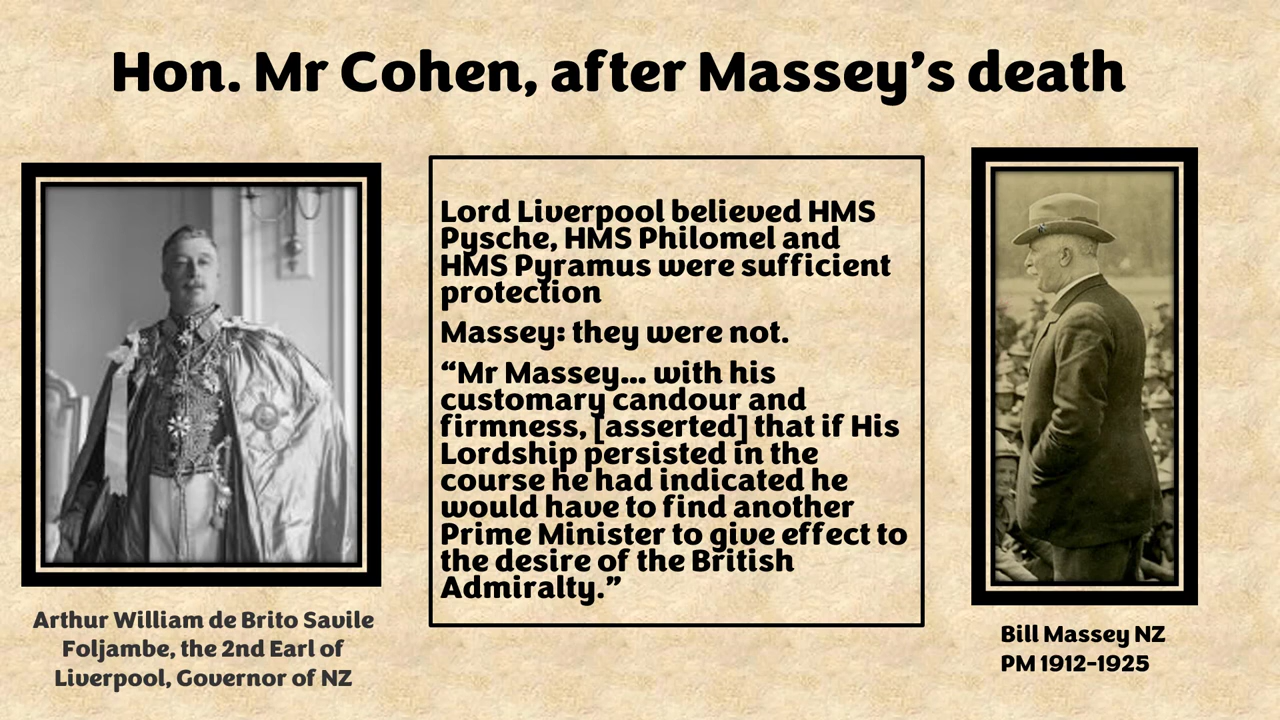 Hon. Mr Cohen, after Massey’s death
Lord Liverpool believed HMS
Pysche, HMS Philomel and
HMS Pyramus were sufficient
protection
Massey: they were not.
“Mr Massey... with his
customary candour and
firmness, [asserted] that if His
Lordship persisted in the
course he had indicated he
would have to find another
Prime Minister to give effect to
the desire of the British
Admiralty.”
Arthur William de Brito Savile
Foljambe, the 2nd Earl of
Liverpool, Governor of NZ
Bill Massey NZ
PM 1912-1925